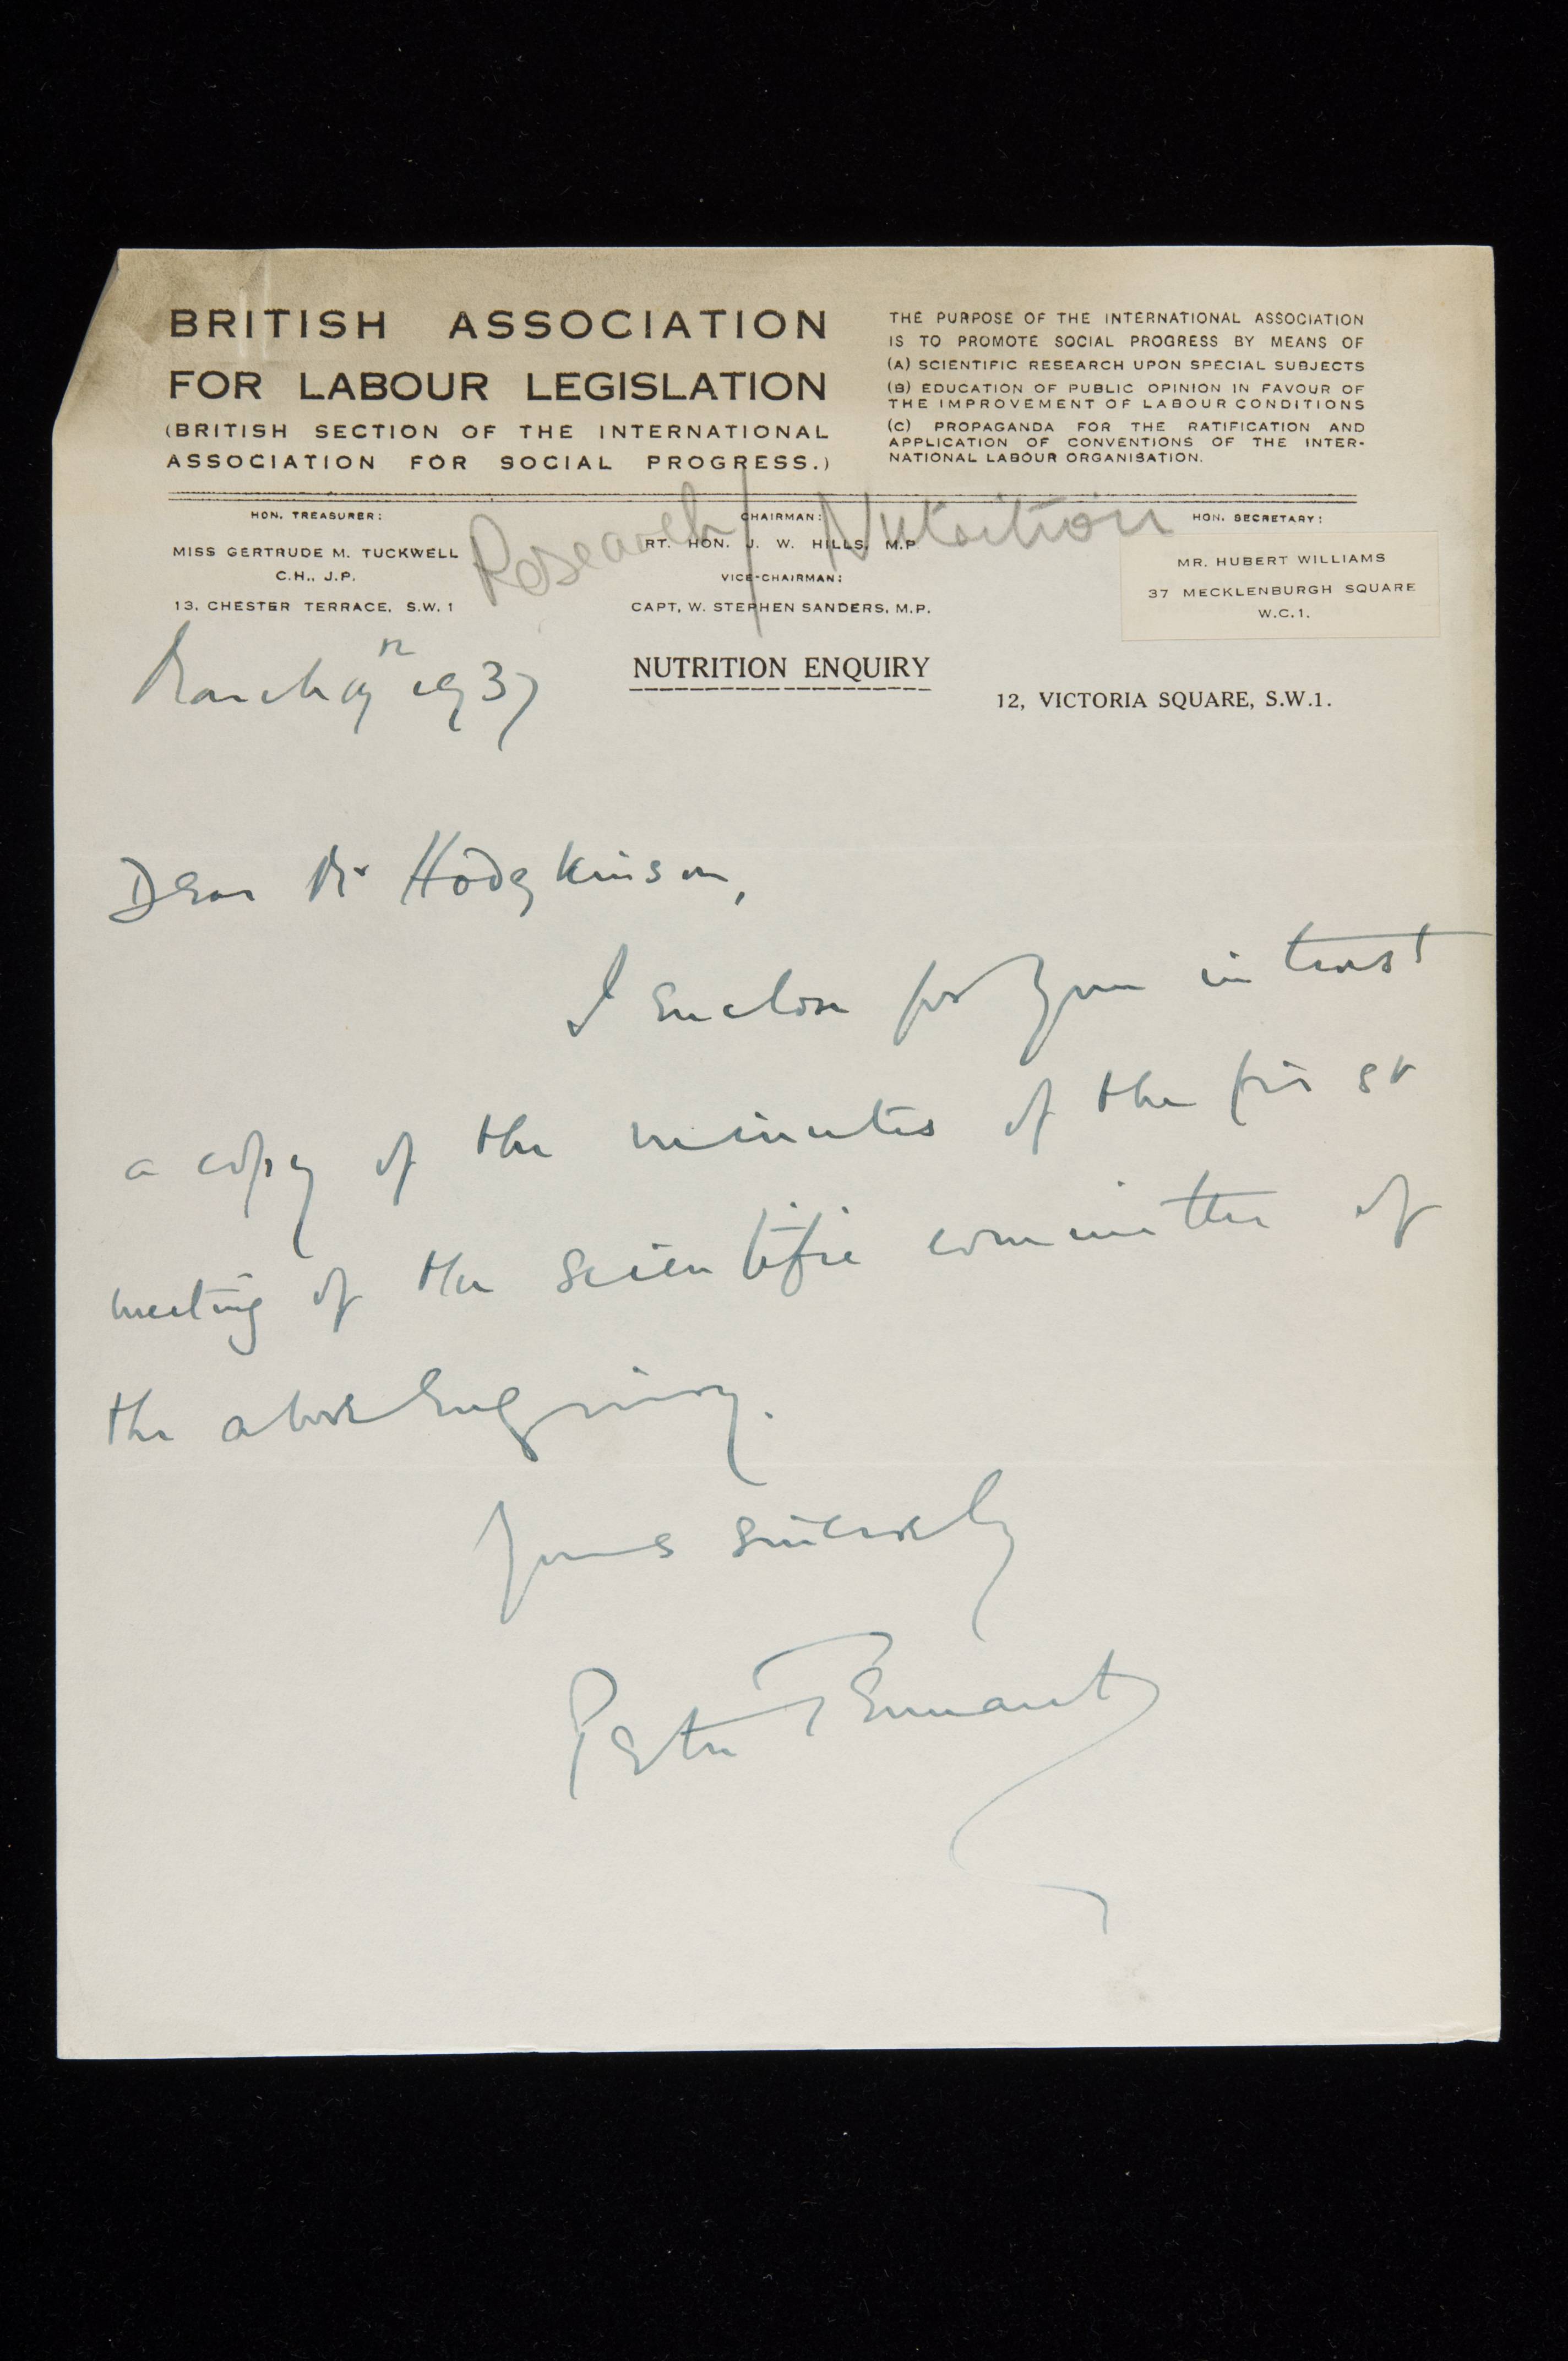 BRITISH ASSOCIATION
FOR LABOUR LEGISLATION
(BRITISH SECTION OF THE INTERNATIONAL
ASSOCIATION FOR SOCIAL PROGRESS.)
THE PURPOSE OF THE INTERNATIONAL ASSOCIATION
IS TO PROMOTE SOCIAL PROGRESS BY MEANS OF
(A) SCIENTIFIC RESEARCH UPON SPECIAL SUBJECTS
(B) EDUCATION OF PUBLIC OPINION IN FAVOUR OF
THE IMPROVEMENT OF LABOUR CONDITIONS
(C) PROPAGANDA FOR THE RATIFICATION AND
APPLICATION OF CONVENTIONS OF THE INTER-
NATIONAL LABOUR ORGANISATION.
HON. TREASURER:
MISS GERTRUDE M. TUCKWELL
C.H., J.P.
13, CHESTER TERRACE, S.W. 1
Research / Nutrition
CHAIRMAN:
RT. HON. J. W. HILLS, M.P.
VICE-CHAIRMAN:
CAPT. W. STEPHEN SANDERS, M.P.
HON. SECRETARY:
MR. HUBERT WILLIAMS
37 MECKLENBURGH SQUARE
W.C.1.
NUTRITION ENQUIRY
12, VICTORIA SQUARE, S.W.1.
March 1937
Dear Mr Hodgkinson,
I enclose for your in trust
a copy of the minutes of the first
meeting of the scientific committee of
the above Enquiry.
Yours sincerely
Peter Tennant